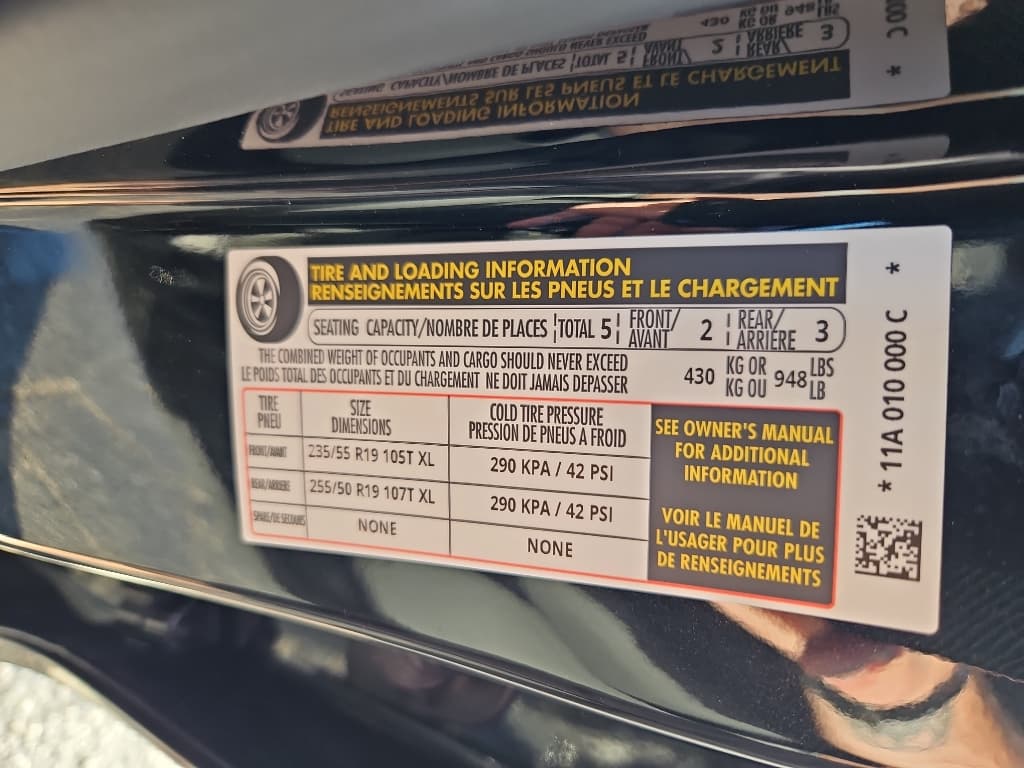 TIRE AND LOADING INFORMATION
RENSEIGNEMENTS SUR LES PNEUS ET LE CHARGEMENT
SEATING CAPACITY/NOMBRE DE PLACES TOTAL 5 FRONT/AVANT 2 REAR/ARRIÈRE 3
THE COMBINED WEIGHT OF OCCUPANTS AND CARGO SHOULD NEVER EXCEED
LE POIDS TOTAL DES OCCUPANTS ET DU CHARGEMENT NE DOIT JAMAIS DEPASSER
430 KG OR KG OU 948 LBS LB
TIRE PNEU
SIZE DIMENSIONS
COLD TIRE PRESSURE
PRESSION DE PNEUS A FROID
FRONT/AVANT 235/55 R19 105T XL 290 KPA / 42 PSI
REAR/ARRIERE 255/50 R19 107T XL 290 KPA / 42 PSI
SPARE/DE SECOURS NONE NONE
SEE OWNER'S MANUAL
FOR ADDITIONAL
INFORMATION
VOIR LE MANUEL DE
L'USAGER POUR PLUS
DE RENSEIGNEMENTS
* 11A 010 000 C *